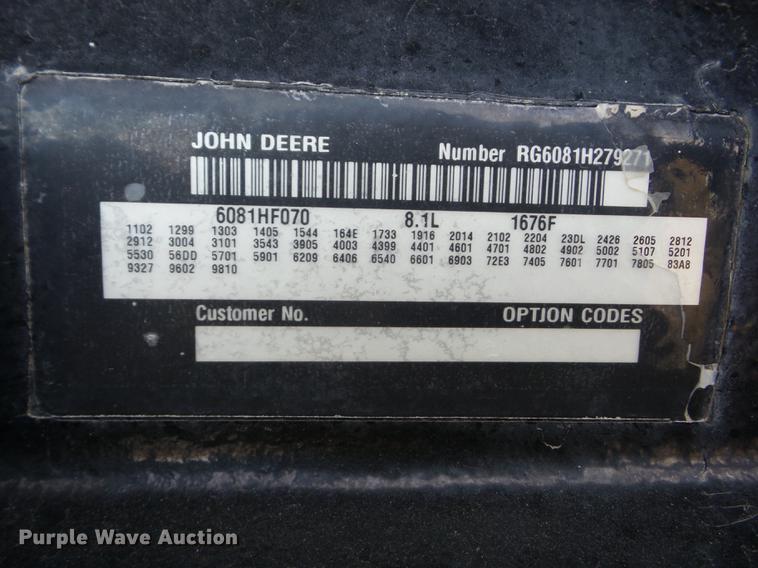 JOHN DEERE Number RG6081H279271
6081HF070 8.1L 1676F
1102 1299 1303 1405 1544 164E 1733 1916 2014 2102 2204 23DL 2426 2605 2812
2912 3004 3101 3543 3905 4003 4399 4401 4601 4701 4802 4902 5002 5107 5201
5530 56DD 5701 5901 6209 6406 6540 6601 6903 72E3 7405 7601 7701 7805 83A8
9327 9602 9810
Customer No. OPTION CODES
Purple Wave Auction